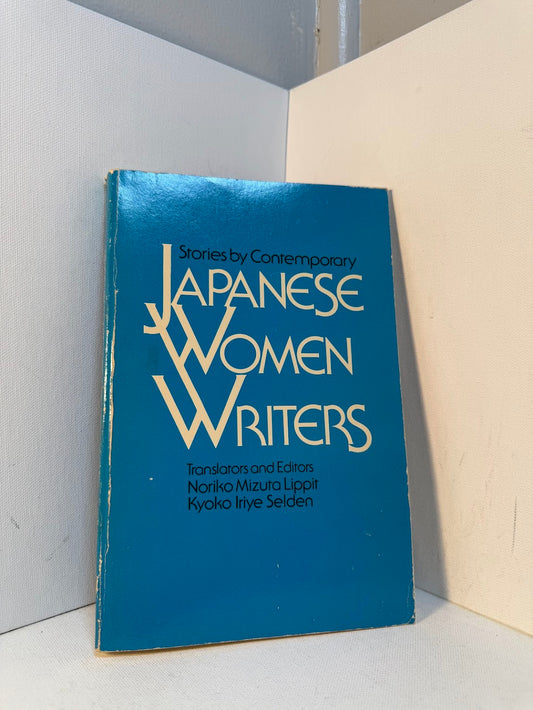 Stories by Contemporary
JAPANESE
WOMEN
WRITERS
Translators and Editors
Noriko Mizuta Lippit
Kyoko Iriye Selden